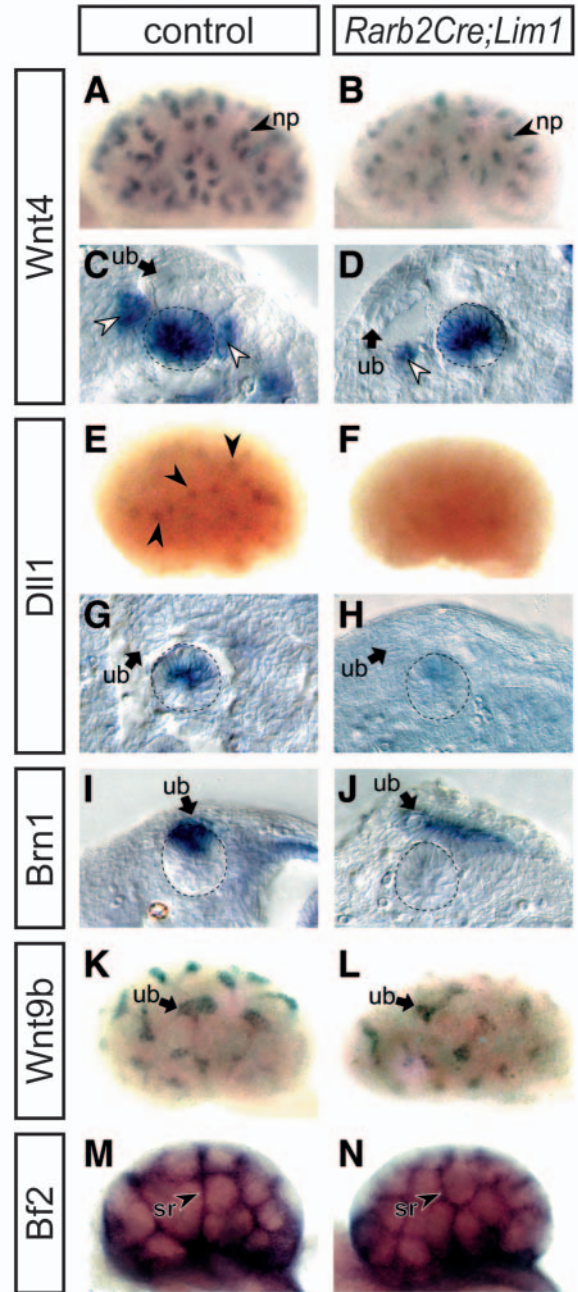 control
Rarb2Cre;Lim1
Wnt4
A
np
B
np
C
ub
D
ub
Dll1
E
F
G
ub
H
ub
Brn1
I
ub
J
ub
Wnt9b
K
ub
L
ub
Bf2
M
sr
N
sr